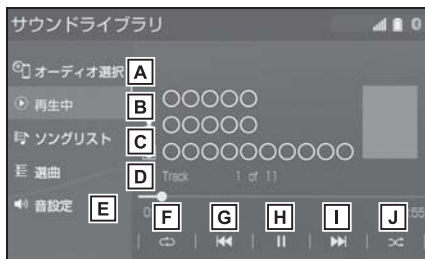 サウンドライブラリ
オーディオ選択 A
再生中 B ○○○○○
○○○○○
ソングリスト C ○○○○○○○○○○
選曲 D Track 1 of 11
音設定 E
F G H I J